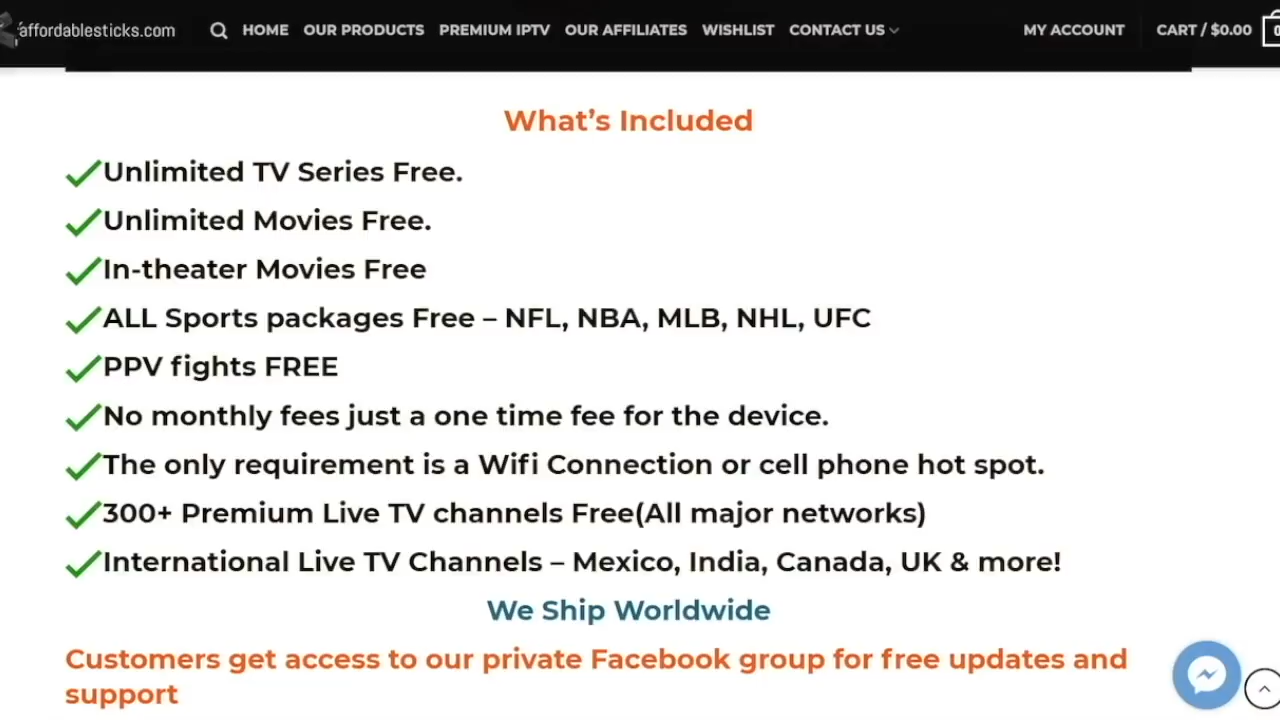 affordablesticks.com HOME OUR PRODUCTS PREMIUM IPTV OUR AFFILIATES WISHLIST CONTACT US MY ACCOUNT CART / $0.00 0
What's Included
Unlimited TV Series Free.
Unlimited Movies Free.
In-theater Movies Free
ALL Sports packages Free – NFL, NBA, MLB, NHL, UFC
PPV fights FREE
No monthly fees just a one time fee for the device.
The only requirement is a Wifi Connection or cell phone hot spot.
300+ Premium Live TV channels Free(All major networks)
International Live TV Channels – Mexico, India, Canada, UK & more!
We Ship Worldwide
Customers get access to our private Facebook group for free updates and
support